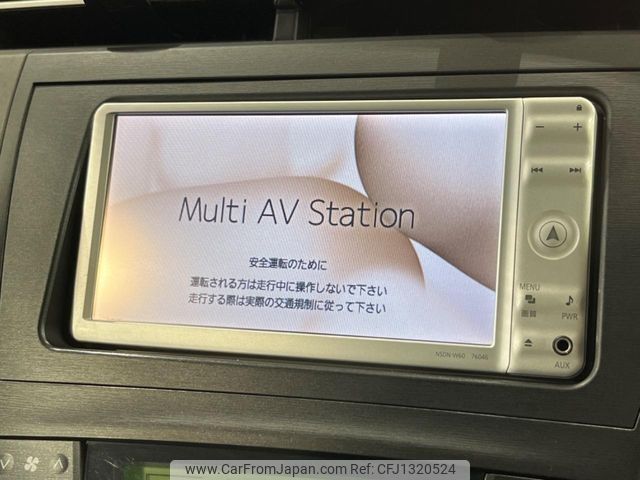 Multi AV Station
安全運転のために
運転される方は走行中に操作しないで下さい
走行する際は実際の交通規制に従って下さい
MENU
画質
PWR
AUX
NSDN-W60 76046
www.CarFromJapan.com CFJ1320524